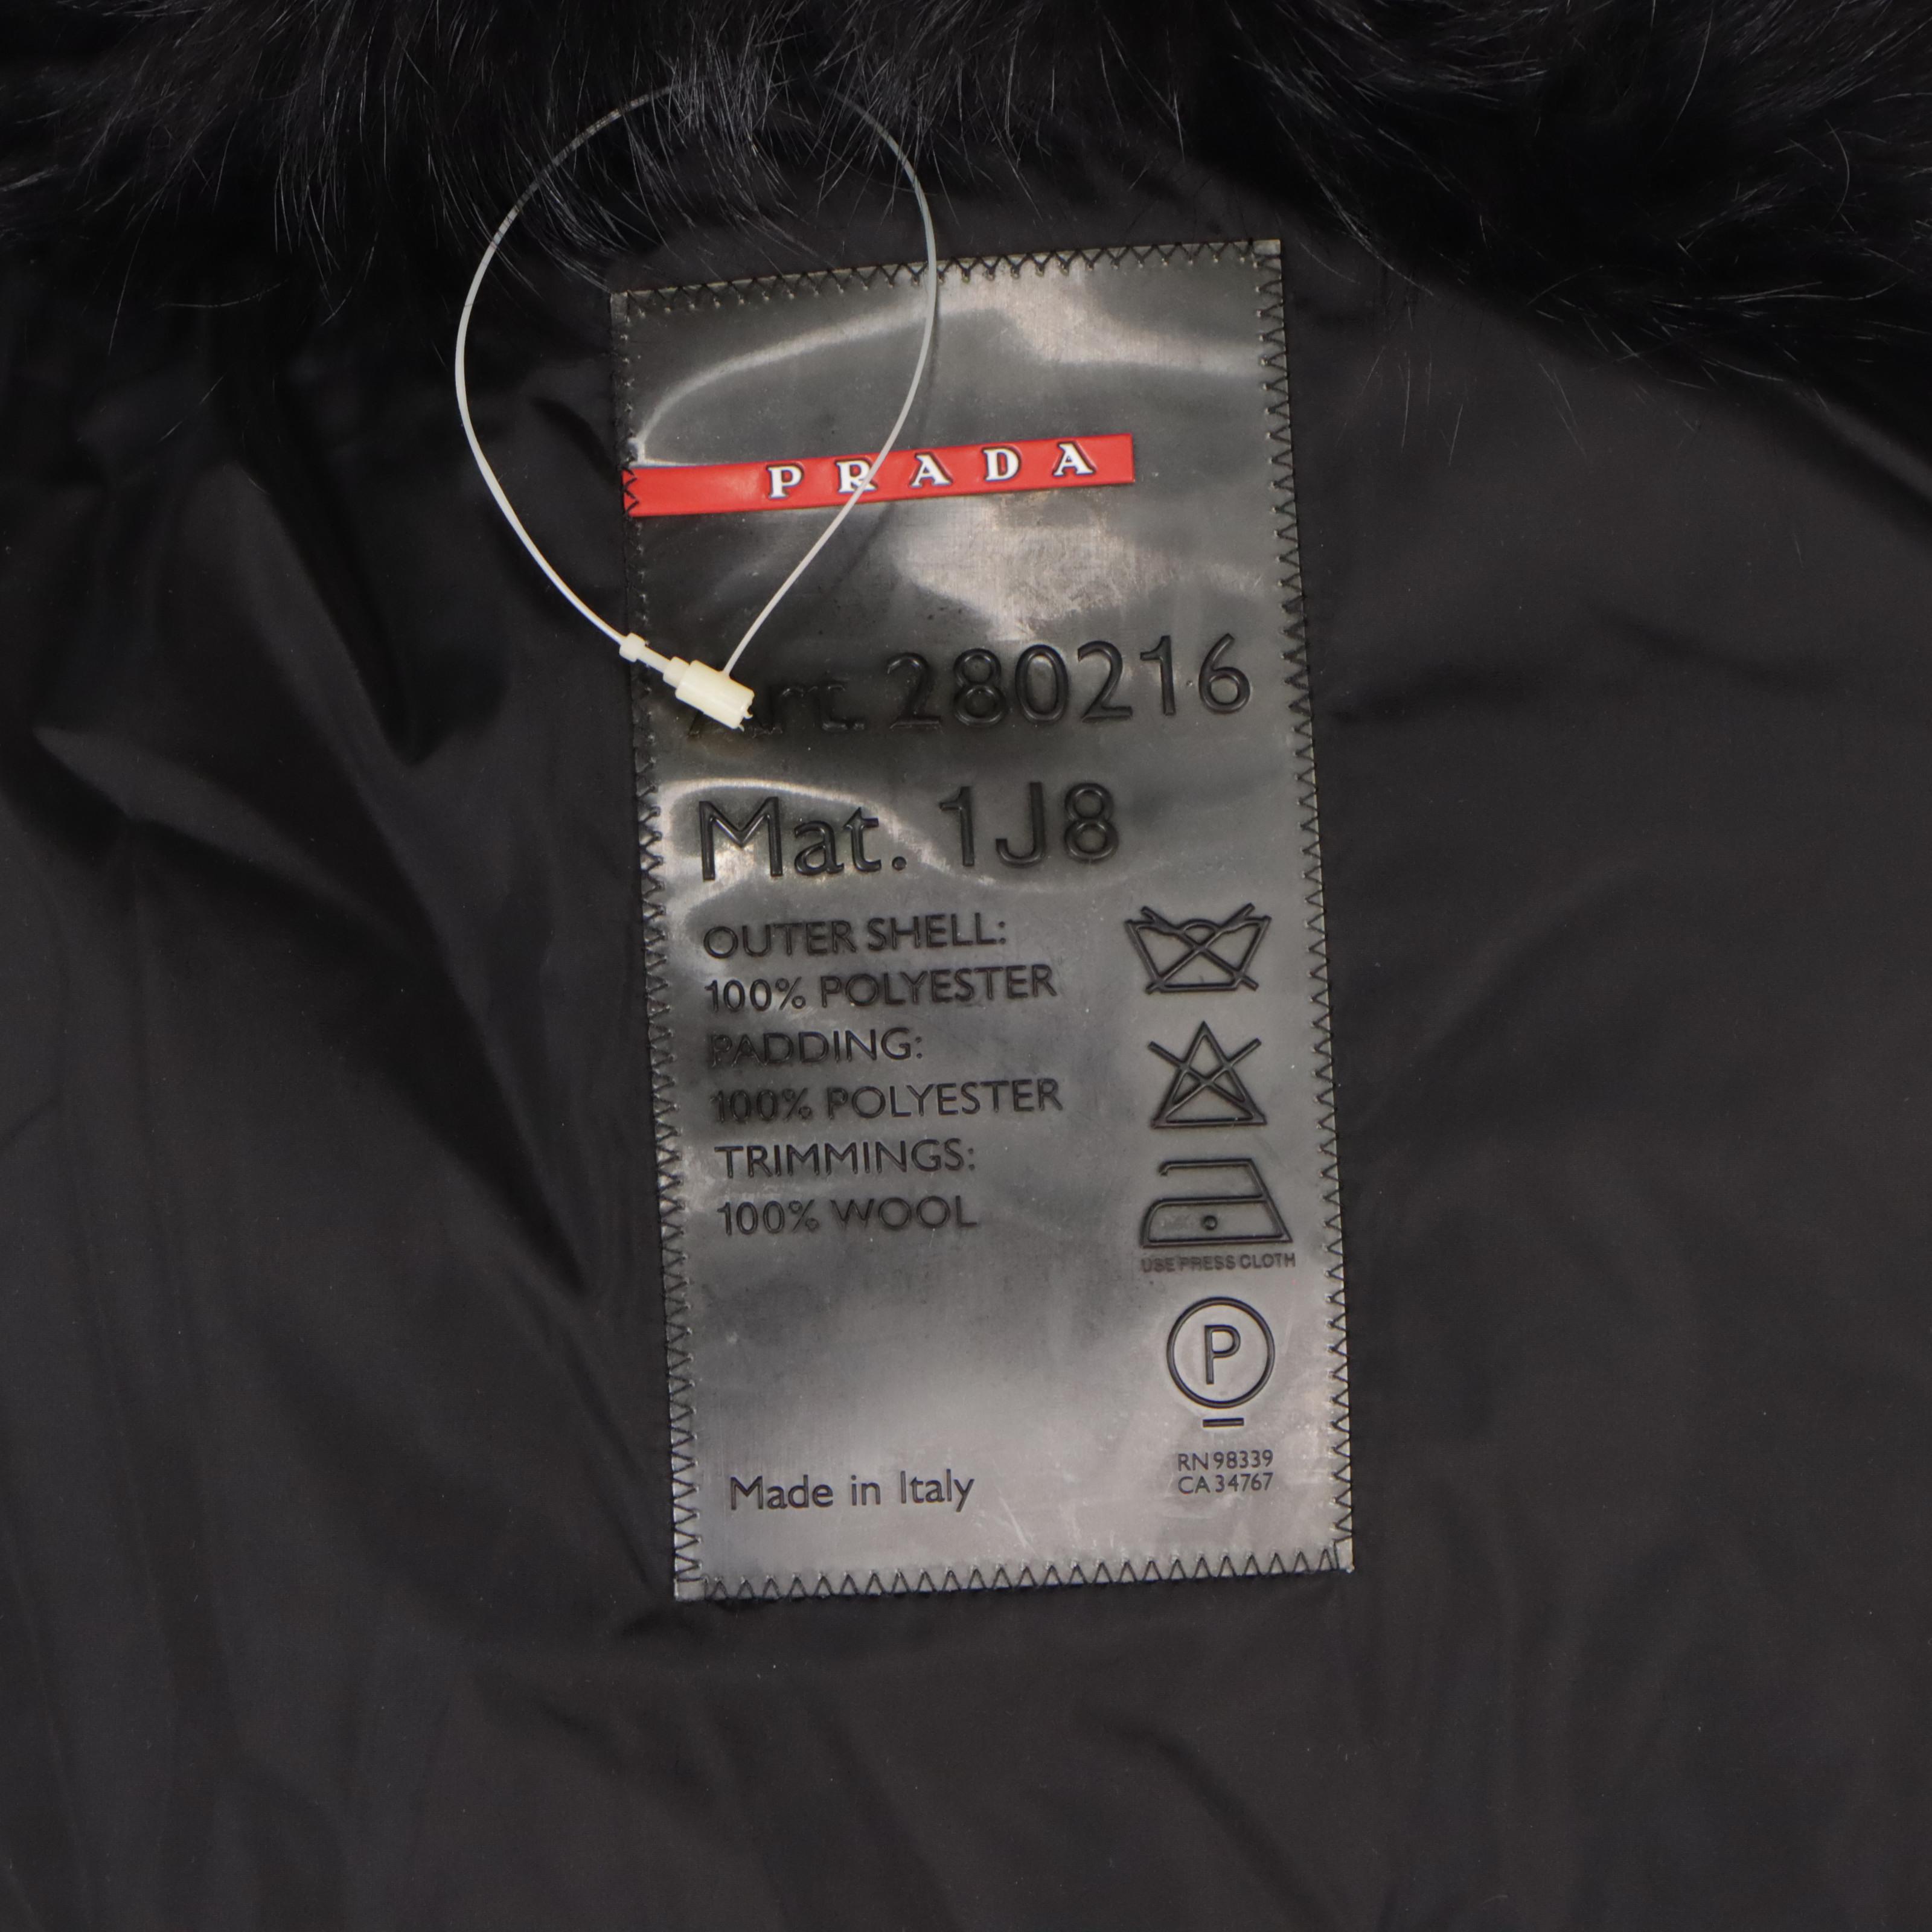 PRADA
Art. 280216
Mat. 1J8
OUTER SHELL:
100% POLYESTER
PADDING:
100% POLYESTER
TRIMMINGS:
100% WOOL
USE PRESS CLOTH
P
RN 98339
CA 34767
Made in Italy